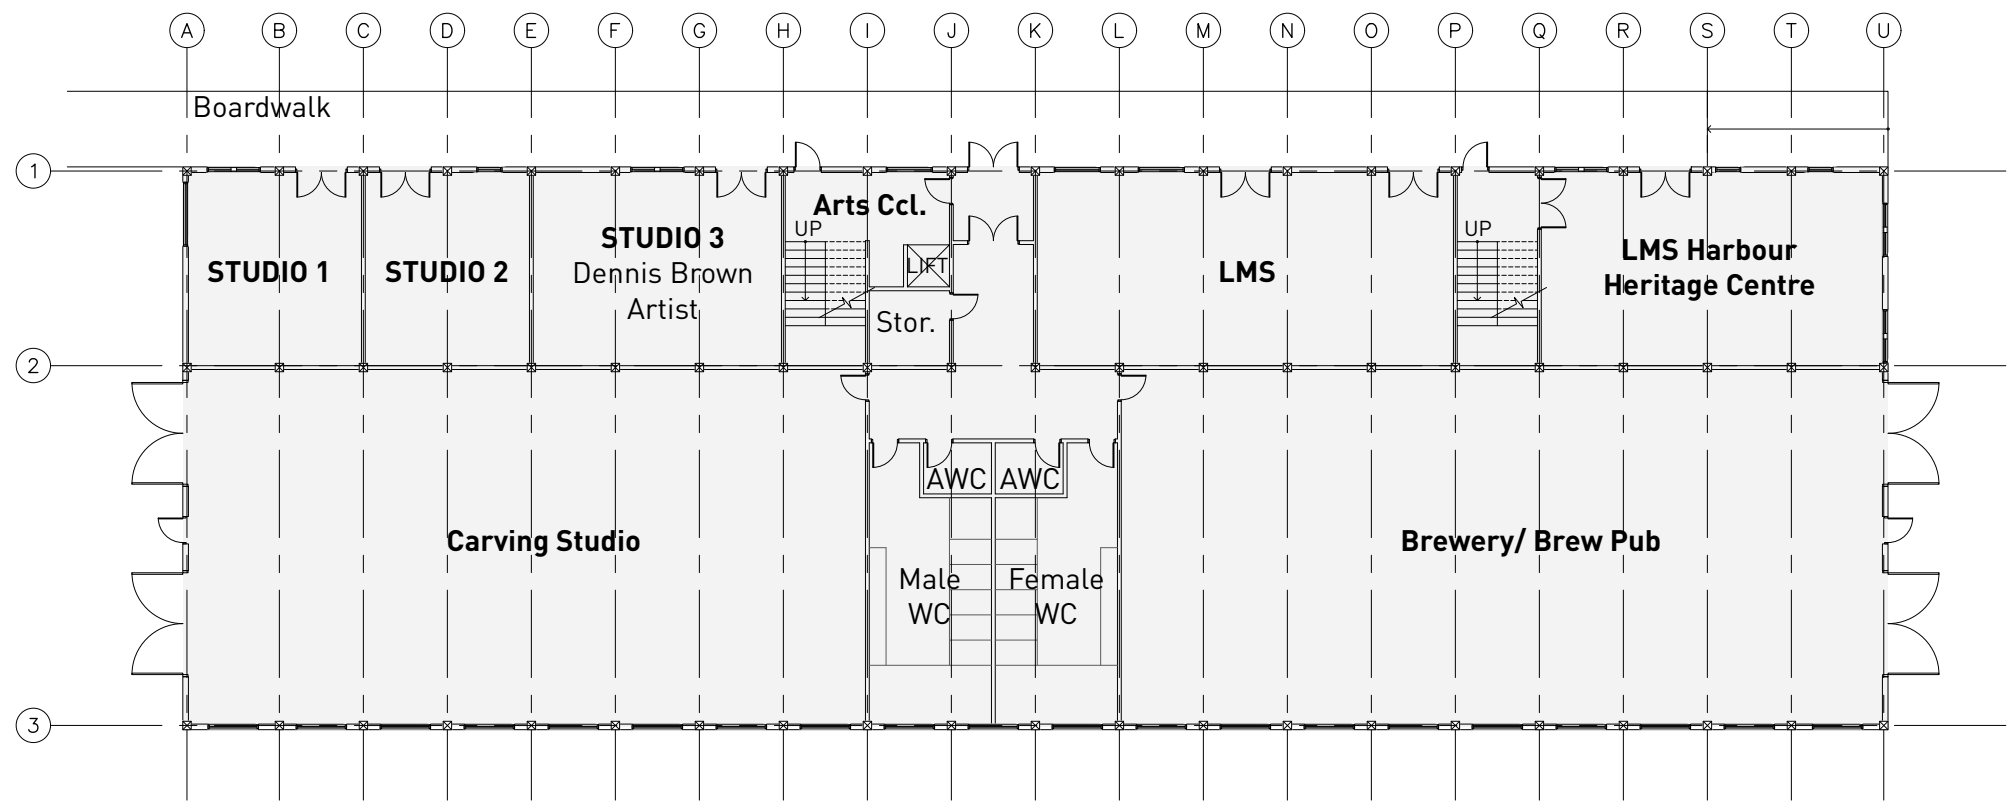 A B C D E F G H I J K L M N O P Q R S T U
Boardwalk
1
Arts Ccl.
UP
UP
STUDIO 1
STUDIO 2
STUDIO 3
Dennis Brown
Artist
LIFT
Stor.
LMS
LMS Harbour
Heritage Centre
2
AWC
AWC
Carving Studio
Brewery/ Brew Pub
Male
WC
Female
WC
3